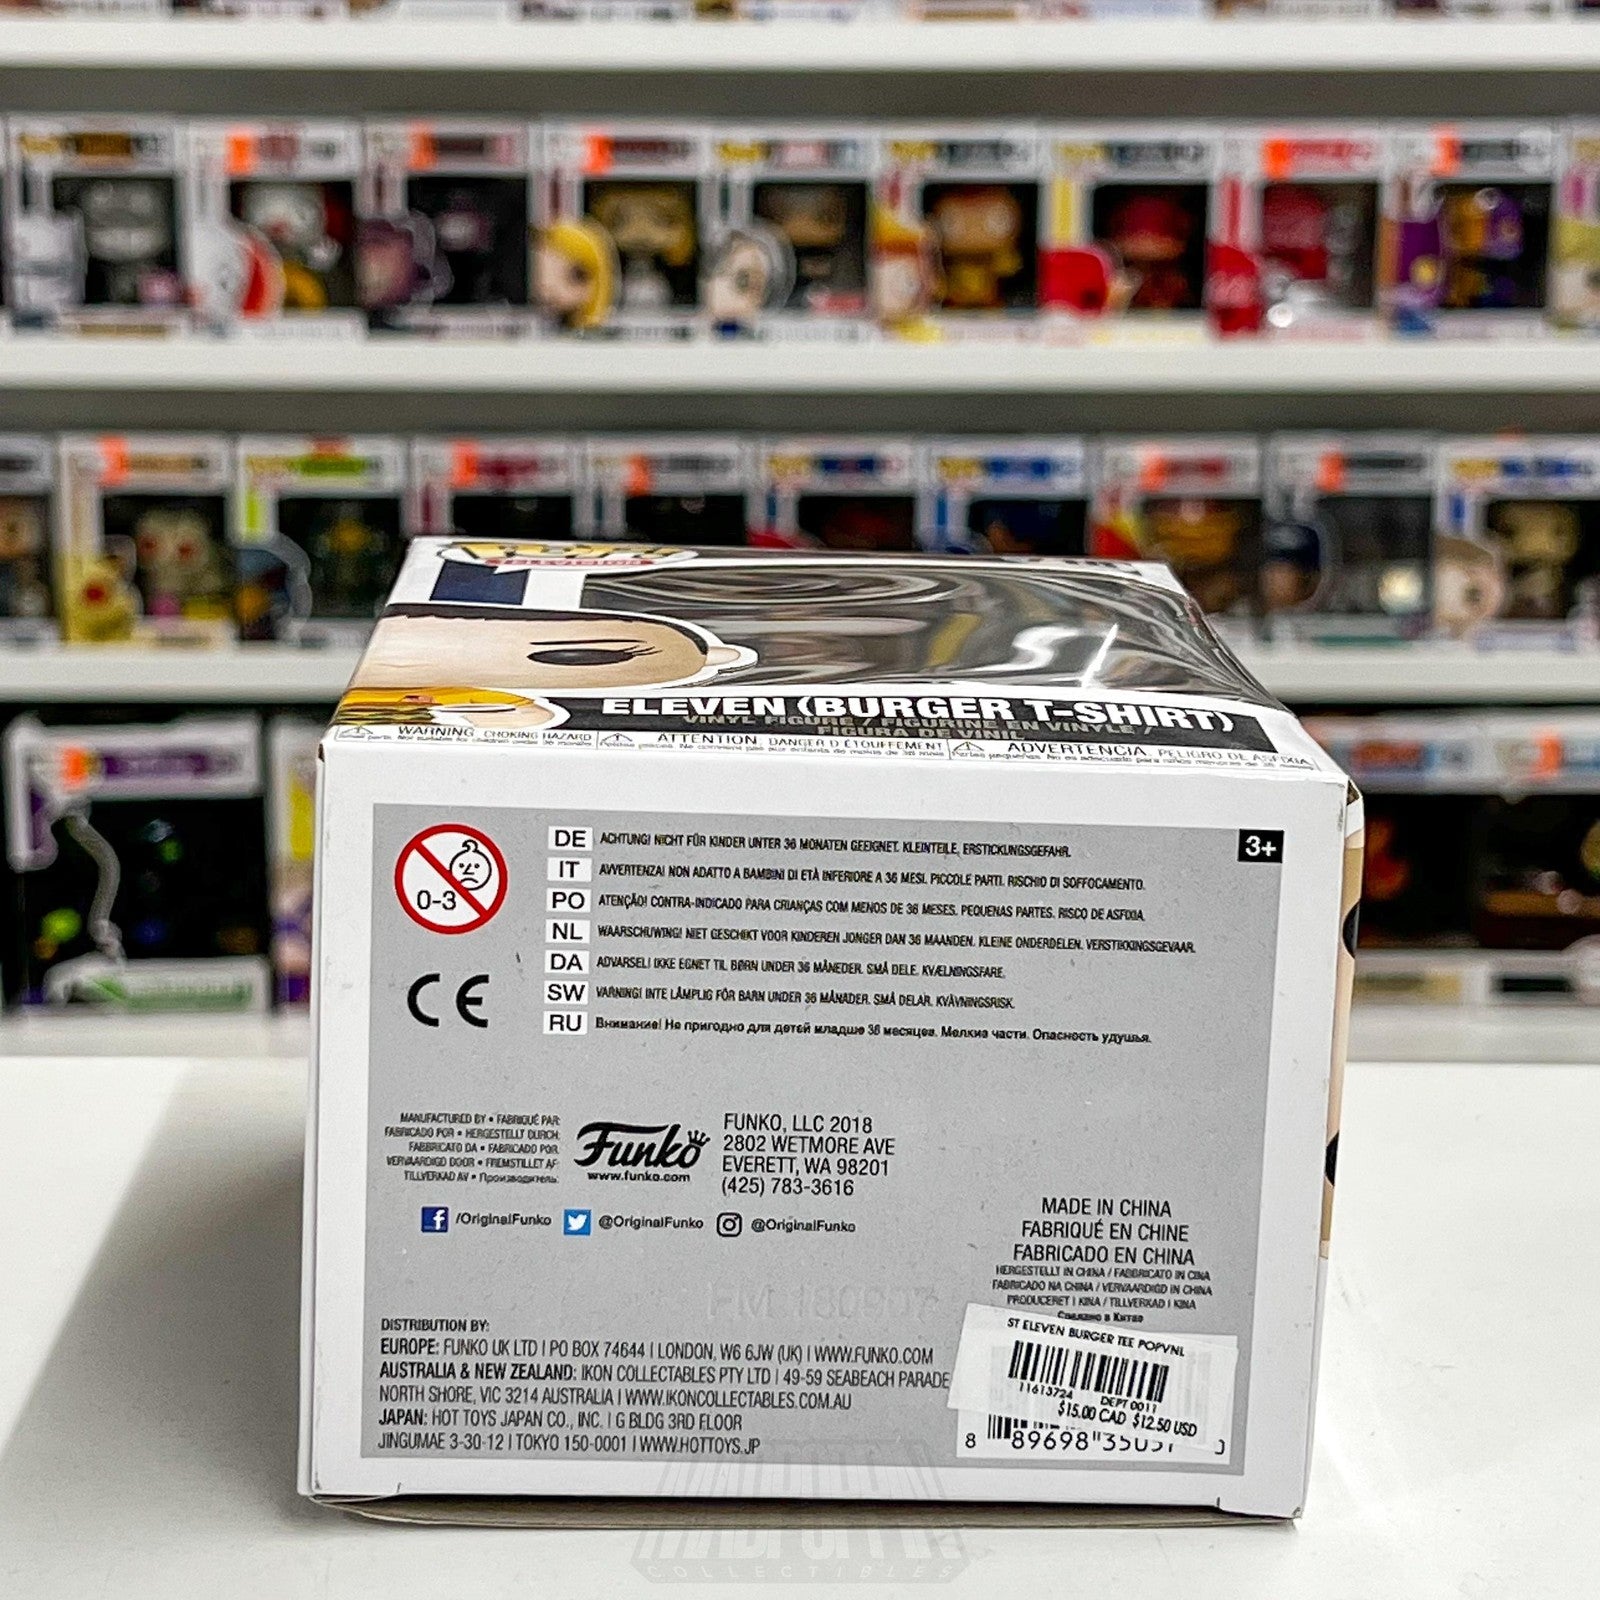 POP!
TELEVISION
ELEVEN (BURGER T-SHIRT)
VINYL FIGURE / FIGURINE EN VINYLE /
FIGURA DE VINIL
WARNING: CHOKING HAZARD
ATTENTION: DANGER D'ÉTOUFFEMENT
ADVERTENCIA: PELIGRO DE ASFIXIA
3+
0-3
CE
DE ACHTUNG! NICHT FÜR KINDER UNTER 36 MONATEN GEEIGNET. KLEINTEILE, ERSTICKUNGSGEFAHR.
IT AVVERTENZA! NON ADATTO A BAMBINI DI ETÀ INFERIORE A 36 MESI. PICCOLE PARTI. RISCHIO DI SOFFOCAMENTO.
PO ATENÇÃO! CONTRA-INDICADO PARA CRIANÇAS COM MENOS DE 36 MESES. PEQUENAS PARTES. RISCO DE ASFIXIA.
NL WAARSCHUWING! NIET GESCHIKT VOOR KINDEREN JONGER DAN 36 MAANDEN. KLEINE ONDERDELEN. VERSTIKKINGSGEVAAR.
DA ADVARSEL! IKKE EGNET TIL BØRN UNDER 36 MÅNEDER. SMÅ DELE. KVÆLNINGSFARE.
SW VARNING! INTE LÄMPLIG FÖR BARN UNDER 36 MÅNADER. SMÅ DELAR. KVÄVNINGSRISK.
RU Внимание! Не пригодно для детей младше 36 месяцев. Мелкие части. Опасность удушья.
MANUFACTURED BY • FABRIQUÉ PAR:
FABRICADO POR • HERGESTELLT DURCH:
FABBRICATO DA • FABRICADO POR:
VERVAARDIGD DOOR • FREMSTILLET AF:
TILLVERKAD AV • Производитель:
Funko
www.funko.com
FUNKO, LLC 2018
2802 WETMORE AVE
EVERETT, WA 98201
(425) 783-3616
/OriginalFunko @OriginalFunko @OriginalFunko
MADE IN CHINA
FABRIQUÉ EN CHINE
FABRICADO EN CHINA
HERGESTELLT IN CHINA / FABBRICATO IN CINA
FABRICADO NA CHINA / VERVAARDIGD IN CHINA
PRODUCERET I KINA / TILLVERKAD I KINA
Сделано в Китае
DISTRIBUTION BY:
EUROPE: FUNKO UK LTD | PO BOX 74644 | LONDON, W6 6JW (UK) | WWW.FUNKO.COM
AUSTRALIA & NEW ZEALAND: IKON COLLECTABLES PTY LTD | 49-59 SEABEACH PARADE
NORTH SHORE, VIC 3214 AUSTRALIA | WWW.IKONCOLLECTABLES.COM.AU
JAPAN: HOT TOYS JAPAN CO., INC. | G BLDG 3RD FLOOR
JINGUMAE 3-30-12 | TOKYO 150-0001 | WWW.HOTTOYS.JP
ST ELEVEN BURGER TEE POPVNL
11613724 DEPT 0011
$15.00 CAD $12.50 USD
8 89698 35057
COLLECTIBLES